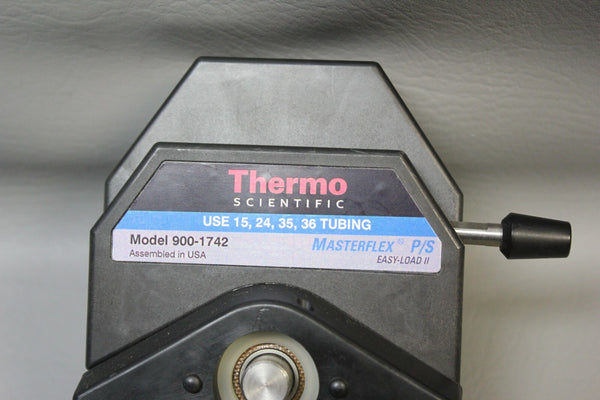 Thermo
SCIENTIFIC
USE 15, 24, 35, 36 TUBING
Model 900-1742
Assembled in USA
MASTERFLEX® P/S
EASY-LOAD II